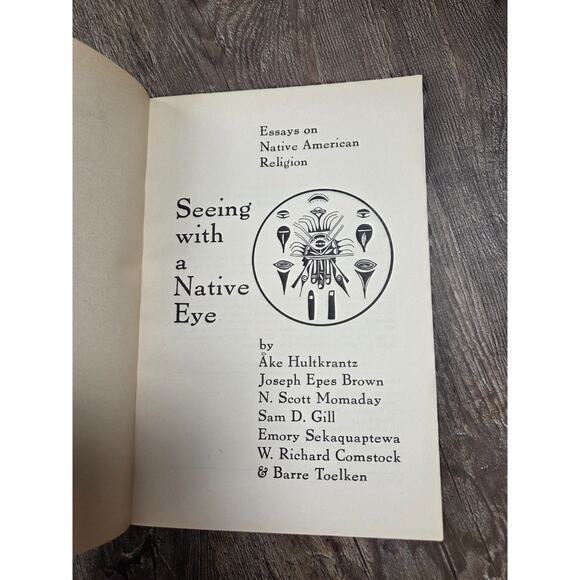 Essays on
Native American
Religion
Seeing
with
a
Native
Eye
by
Åke Hultkrantz
Joseph Epes Brown
N. Scott Momaday
Sam D. Gill
Emory Sekaquaptewa
W. Richard Comstock
& Barre Toelken